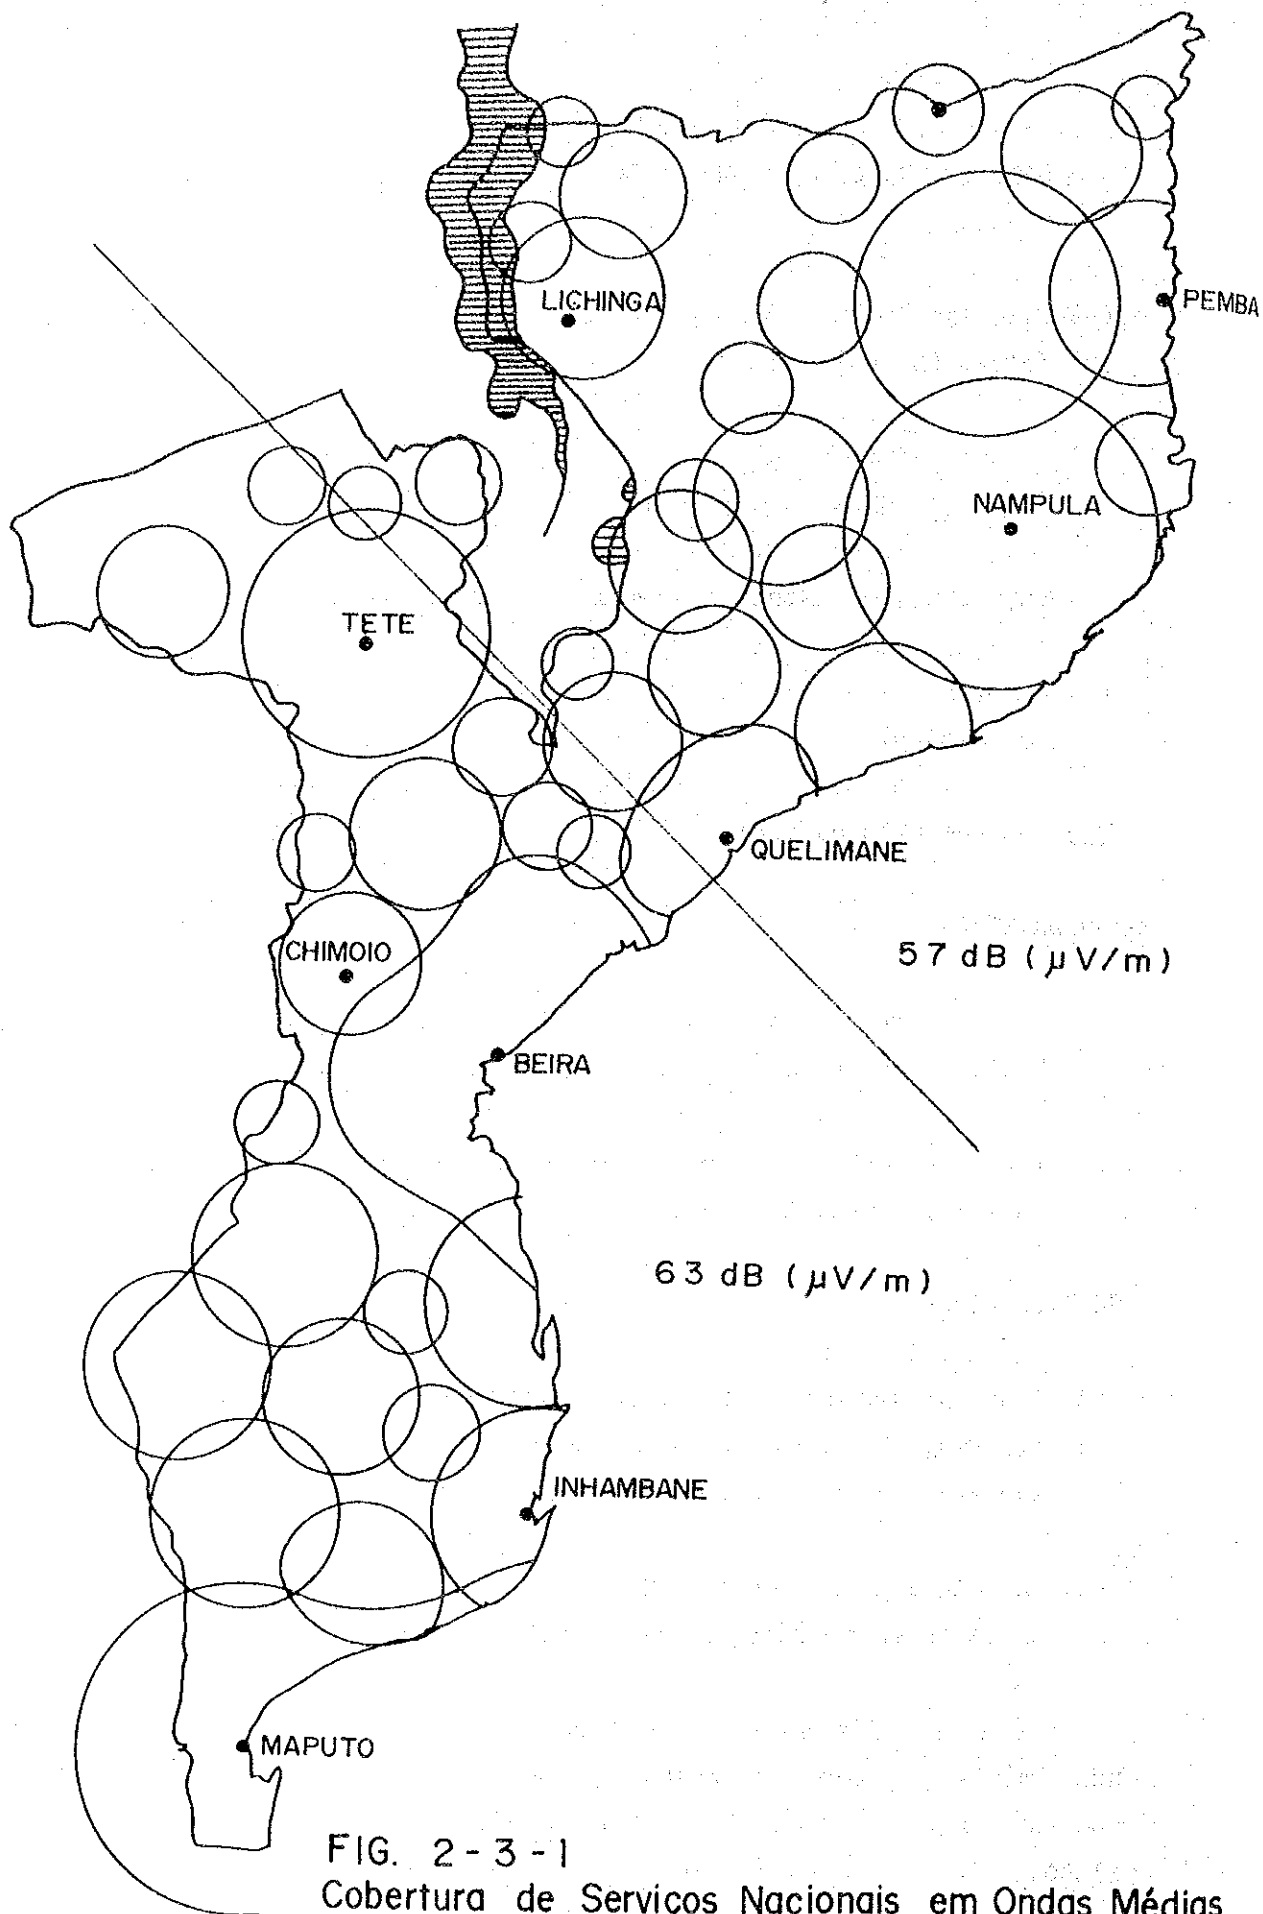 LICHINGA
PEMBA
NAMPULA
TETE
QUELIMANE
CHIMOIO
57 dB (μV/m)
BEIRA
63 dB (μV/m)
INHAMBANE
MAPUTO
FIG. 2-3-1
Cobertura de Servicos Nacionais em Ondas Médias